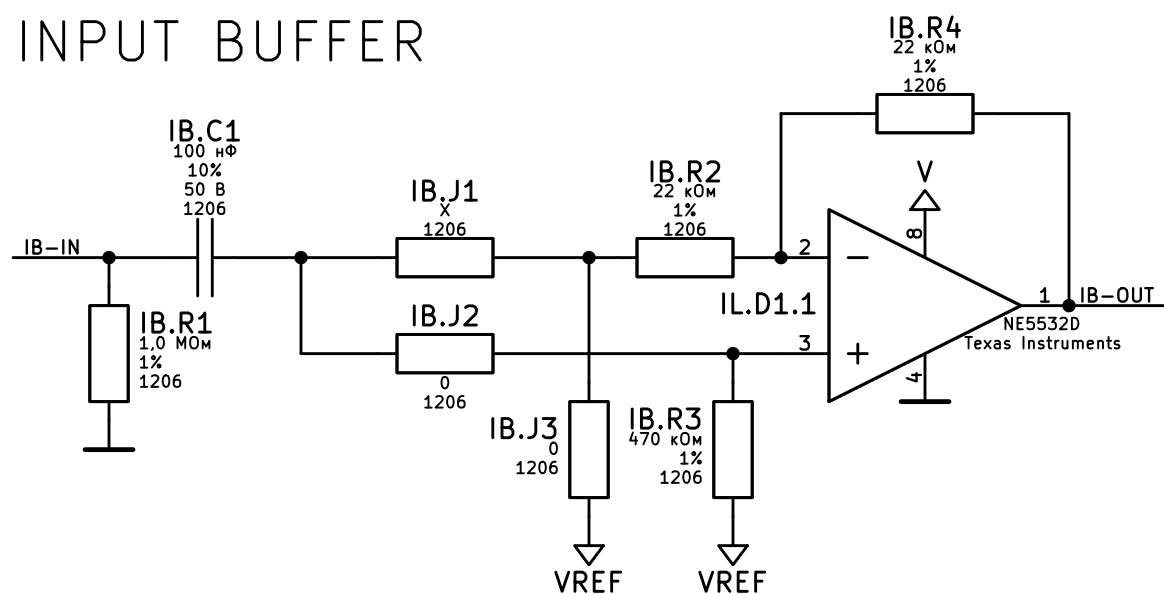 INPUT BUFFER
IB.R4
22 кОм
1%
1206
IB.C1
100 нФ
10%
50 В
1206
IB.J1
X
1206
IB.R2
22 кОм
1%
1206
V
8
IB-IN
2
IL.D1.1
1
IB-OUT
NE5532D
Texas Instruments
IB.R1
1,0 МОм
1%
1206
IB.J2
0
1206
3
4
IB.J3
0
1206
IB.R3
470 кОм
1%
1206
VREF
VREF